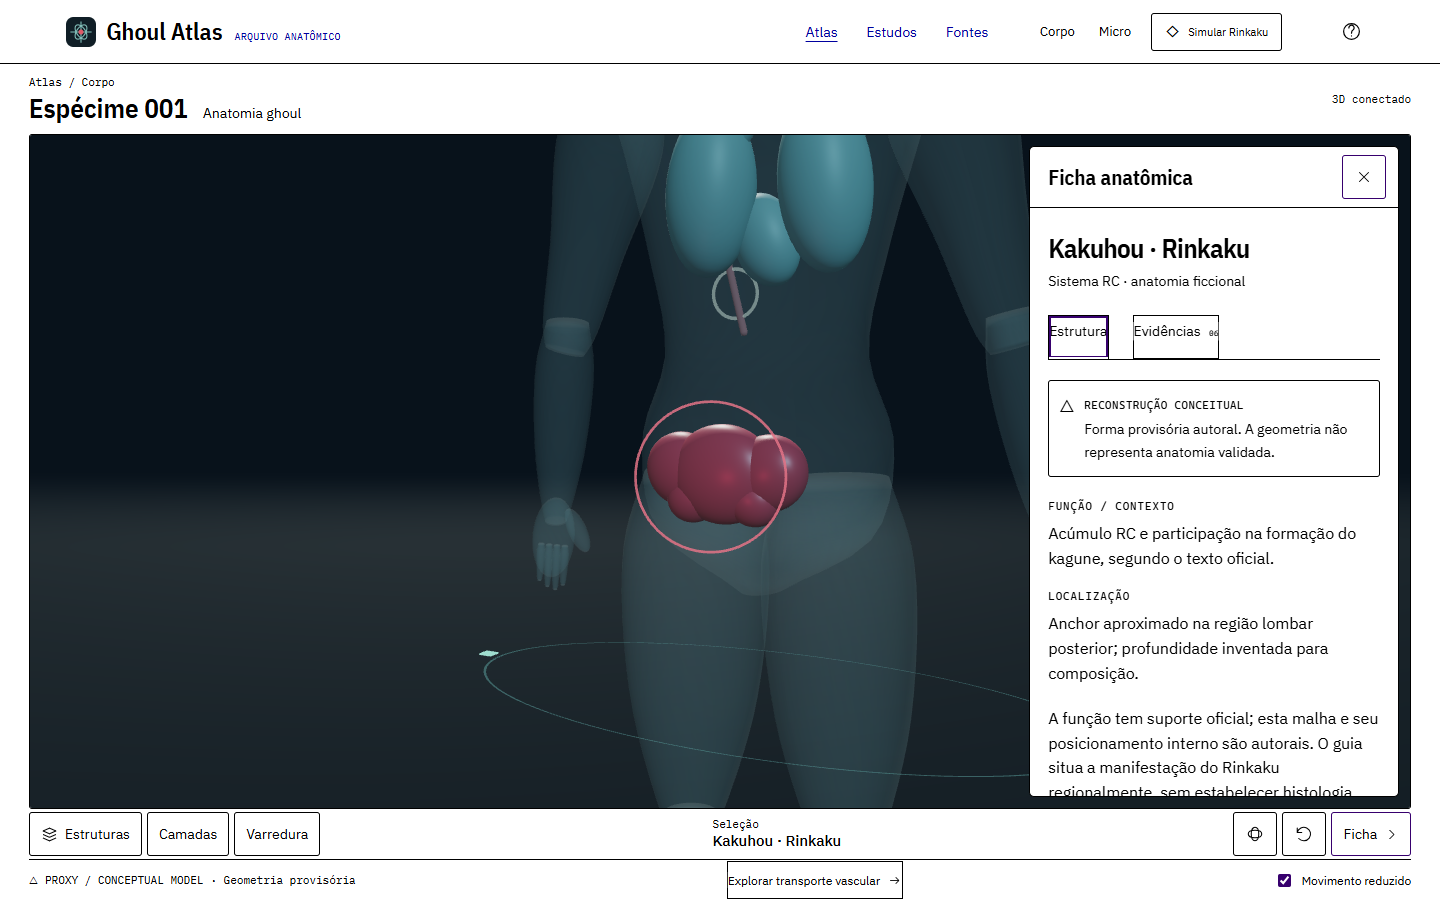 Ghoul Atlas ARQUIVO ANATÔMICO
Atlas Estudos Fontes Corpo Micro Simular Rinkaku
Atlas / Corpo
Espécime 001 Anatomia ghoul
3D conectado
Ficha anatômica
Kakuhou · Rinkaku
Sistema RC · anatomia ficcional
Estrutura Evidências 06
RECONSTRUÇÃO CONCEITUAL
Forma provisória autoral. A geometria não
representa anatomia validada.
FUNÇÃO / CONTEXTO
Acúmulo RC e participação na formação do
kagune, segundo o texto oficial.
LOCALIZAÇÃO
Anchor aproximado na região lombar
posterior; profundidade inventada para
composição.
A função tem suporte oficial; esta malha e seu
posicionamento interno são autorais. O guia
situa a manifestação do Rinkaku
regionalmente, sem estabelecer histologia
Estruturas Camadas Varredura
Seleção
Kakuhou · Rinkaku
Ficha
△ PROXY / CONCEPTUAL MODEL · Geometria provisória
Explorar transporte vascular →
Movimento reduzido